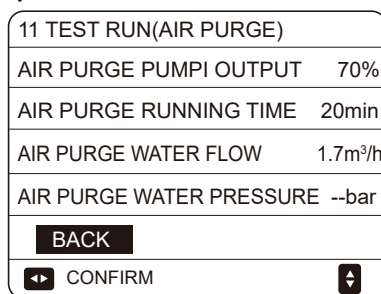 11 TEST RUN(AIR PURGE)
AIR PURGE PUMPI OUTPUT 70%
AIR PURGE RUNNING TIME 20min
AIR PURGE WATER FLOW 1.7m³/h
AIR PURGE WATER PRESSURE --bar
BACK
CONFIRM